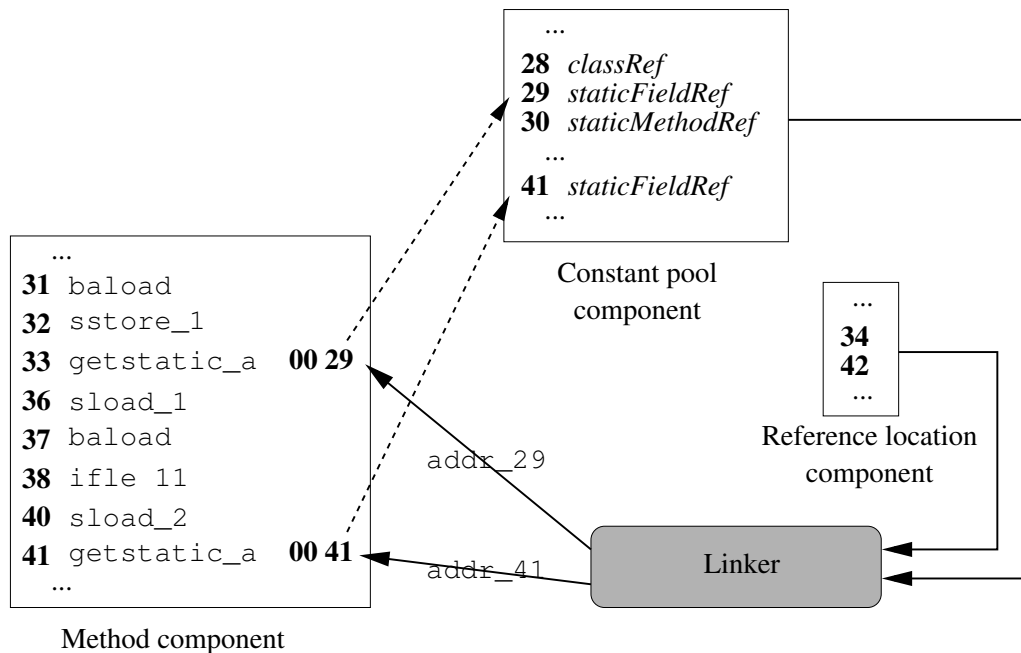 ...
28 classRef
29 staticFieldRef
30 staticMethodRef
...
41 staticFieldRef
...
Constant pool
component
...
31 baload
32 sstore_1
33 getstatic_a 00 29
36 sload_1
37 baload
38 ifle 11
40 sload_2
41 getstatic_a 00 41
...
Method component
...
34
42
...
Reference location
component
addr_29
addr_41
Linker